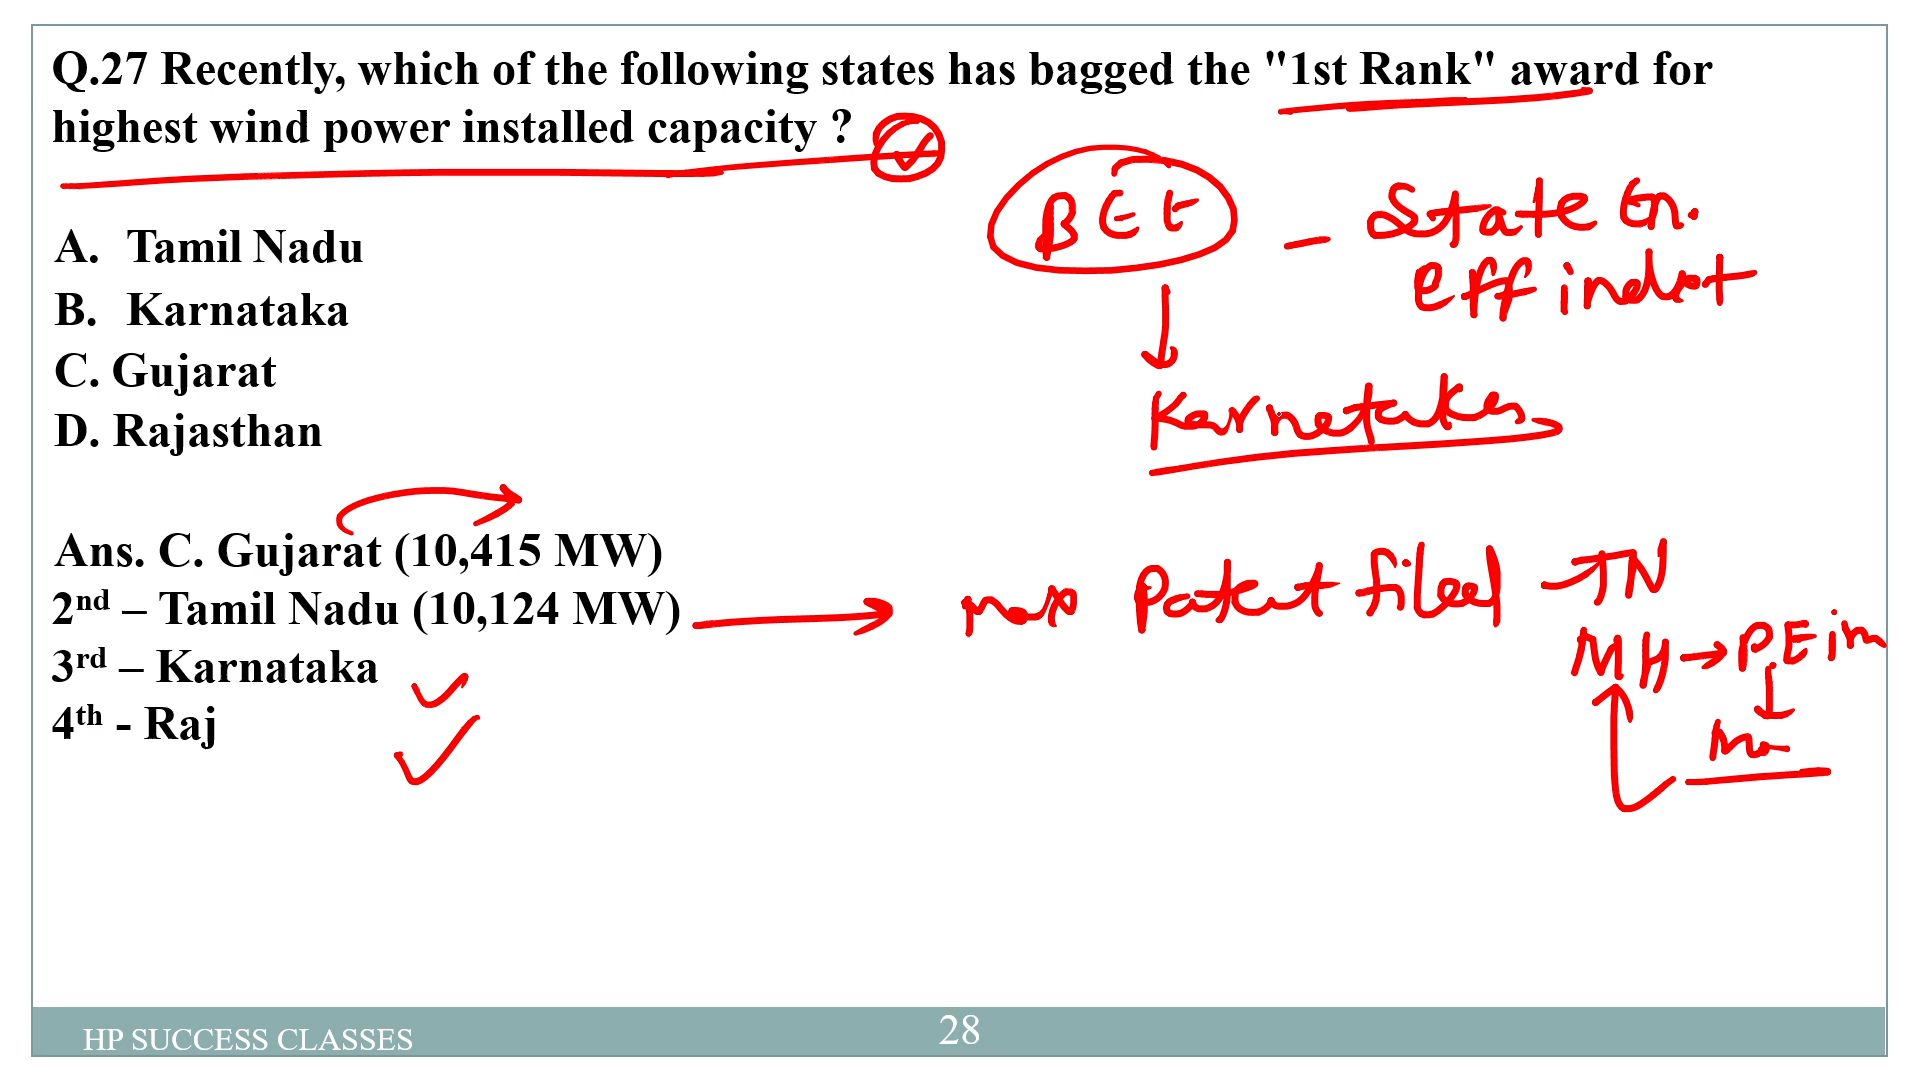 Q.27 Recently, which of the following states has bagged the "1st Rank" award for
highest wind power installed capacity ?
BEE - State En.
eff index
A. Tamil Nadu
B. Karnataka
C. Gujarat
D. Rajasthan
Karnataka
Ans. C. Gujarat (10,415 MW)
2nd – Tamil Nadu (10,124 MW) → max Patent filed → TN
3rd – Karnataka
MH → P.E im
4th - Raj
HP SUCCESS CLASSES
28